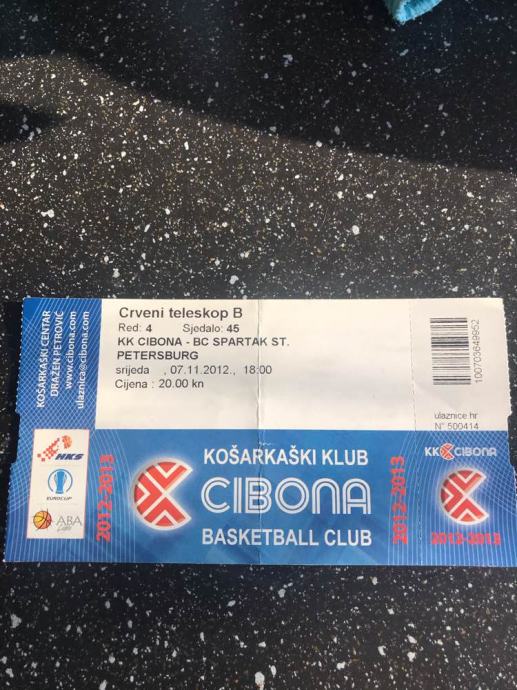 Crveni teleskop B
Red: 4 Sjedalo: 45
KK CIBONA - BC SPARTAK ST.
PETERSBURG
srijeda , 07.11.2012., 18:00
Cijena : 20.00 kn
KOŠARKAŠKI CENTAR
DRAŽEN PETROVIĆ
www.cibona.com
ulaznice@cibona.com
100703649952
ulaznice.hr
N° 500414
HKS
EUROCUP
ABA
2012-2013
KOŠARKAŠKI KLUB
CIBONA
BASKETBALL CLUB
2012-2013
KK CIBONA
2012-2013